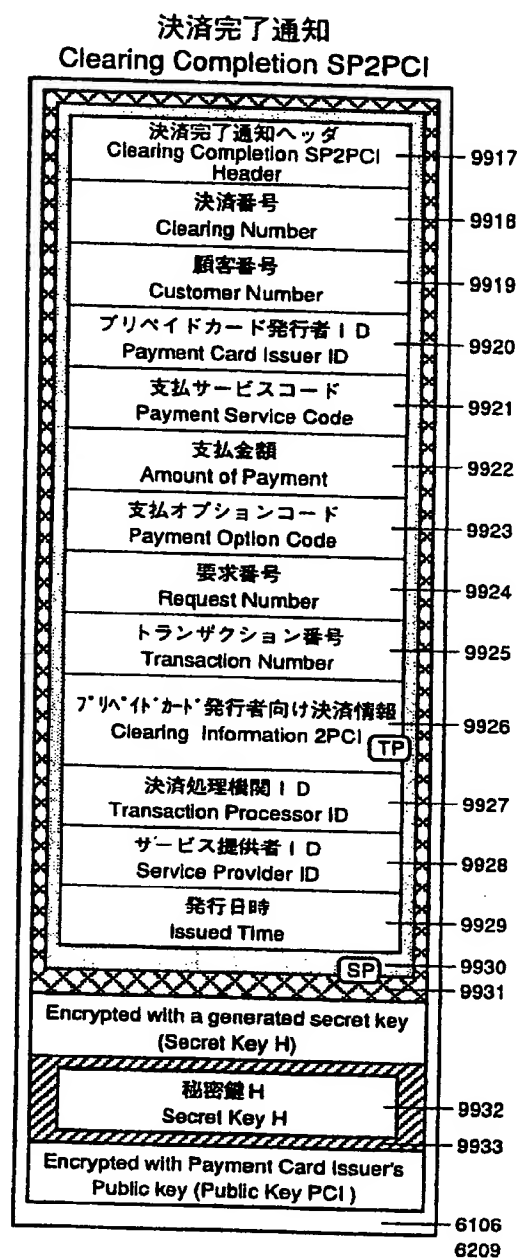 決済完了通知
Clearing Completion SP2PCI
決済完了通知ヘッダ
Clearing Completion SP2PCI
Header
9917
決済番号
Clearing Number
9918
顧客番号
Customer Number
9919
プリペイドカード発行者ID
Payment Card Issuer ID
9920
支払サービスコード
Payment Service Code
9921
支払金額
Amount of Payment
9922
支払オプションコード
Payment Option Code
9923
要求番号
Request Number
9924
トランザクション番号
Transaction Number
9925
プリペイドカード発行者向け決済情報
Clearing Information 2PCI
TP
9926
決済処理機関ID
Transaction Processor ID
9927
サービス提供者ID
Service Provider ID
9928
発行日時
Issued Time
9929
SP
9930
9931
Encrypted with a generated secret key
(Secret Key H)
秘密鍵H
Secret Key H
9932
9933
Encrypted with Payment Card Issuer's
Public key (Public Key PCI )
6106
6209